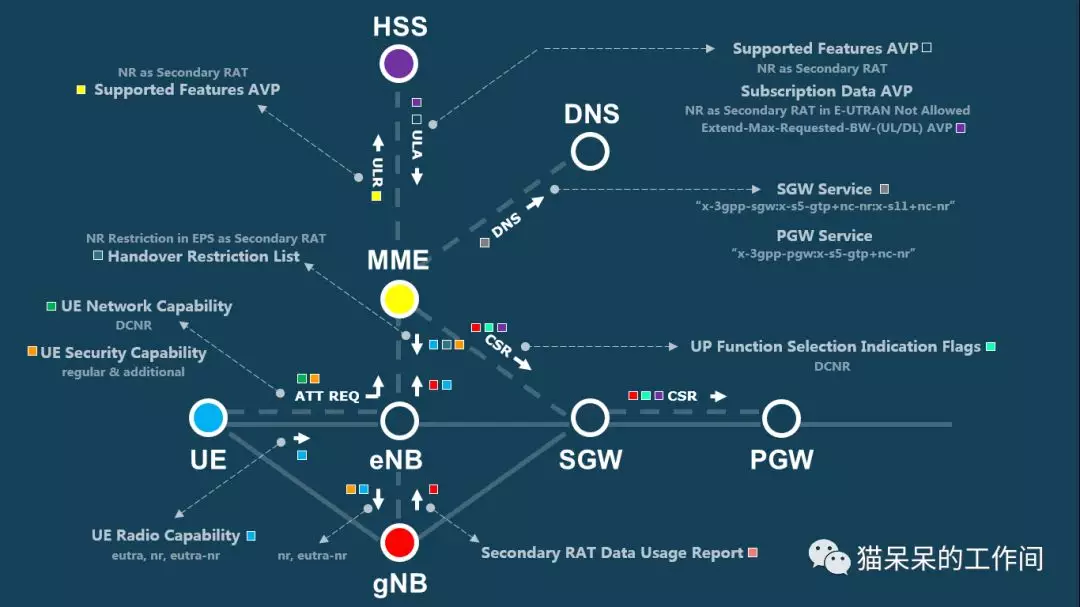 HSS
NR as Secondary RAT
Supported Features AVP
ULR
ULA
Supported Features AVP
NR as Secondary RAT
Subscription Data AVP
NR as Secondary RAT in E-UTRAN Not Allowed
Extend-Max-Requested-BW-(UL/DL) AVP
DNS
DNS
SGW Service
“x-3gpp-sgw:x-s5-gtp+nc-nr:x-s11+nc-nr”
PGW Service
“x-3gpp-pgw:x-s5-gtp+nc-nr”
NR Restriction in EPS as Secondary RAT
Handover Restriction List
MME
UE Network Capability
DCNR
UE Security Capability
regular & additional
CSR
UP Function Selection Indication Flags
DCNR
ATT REQ
CSR
UE
eNB
SGW
PGW
UE Radio Capability
eutra, nr, eutra-nr
nr, eutra-nr
Secondary RAT Data Usage Report
gNB
猫呆呆的工作间